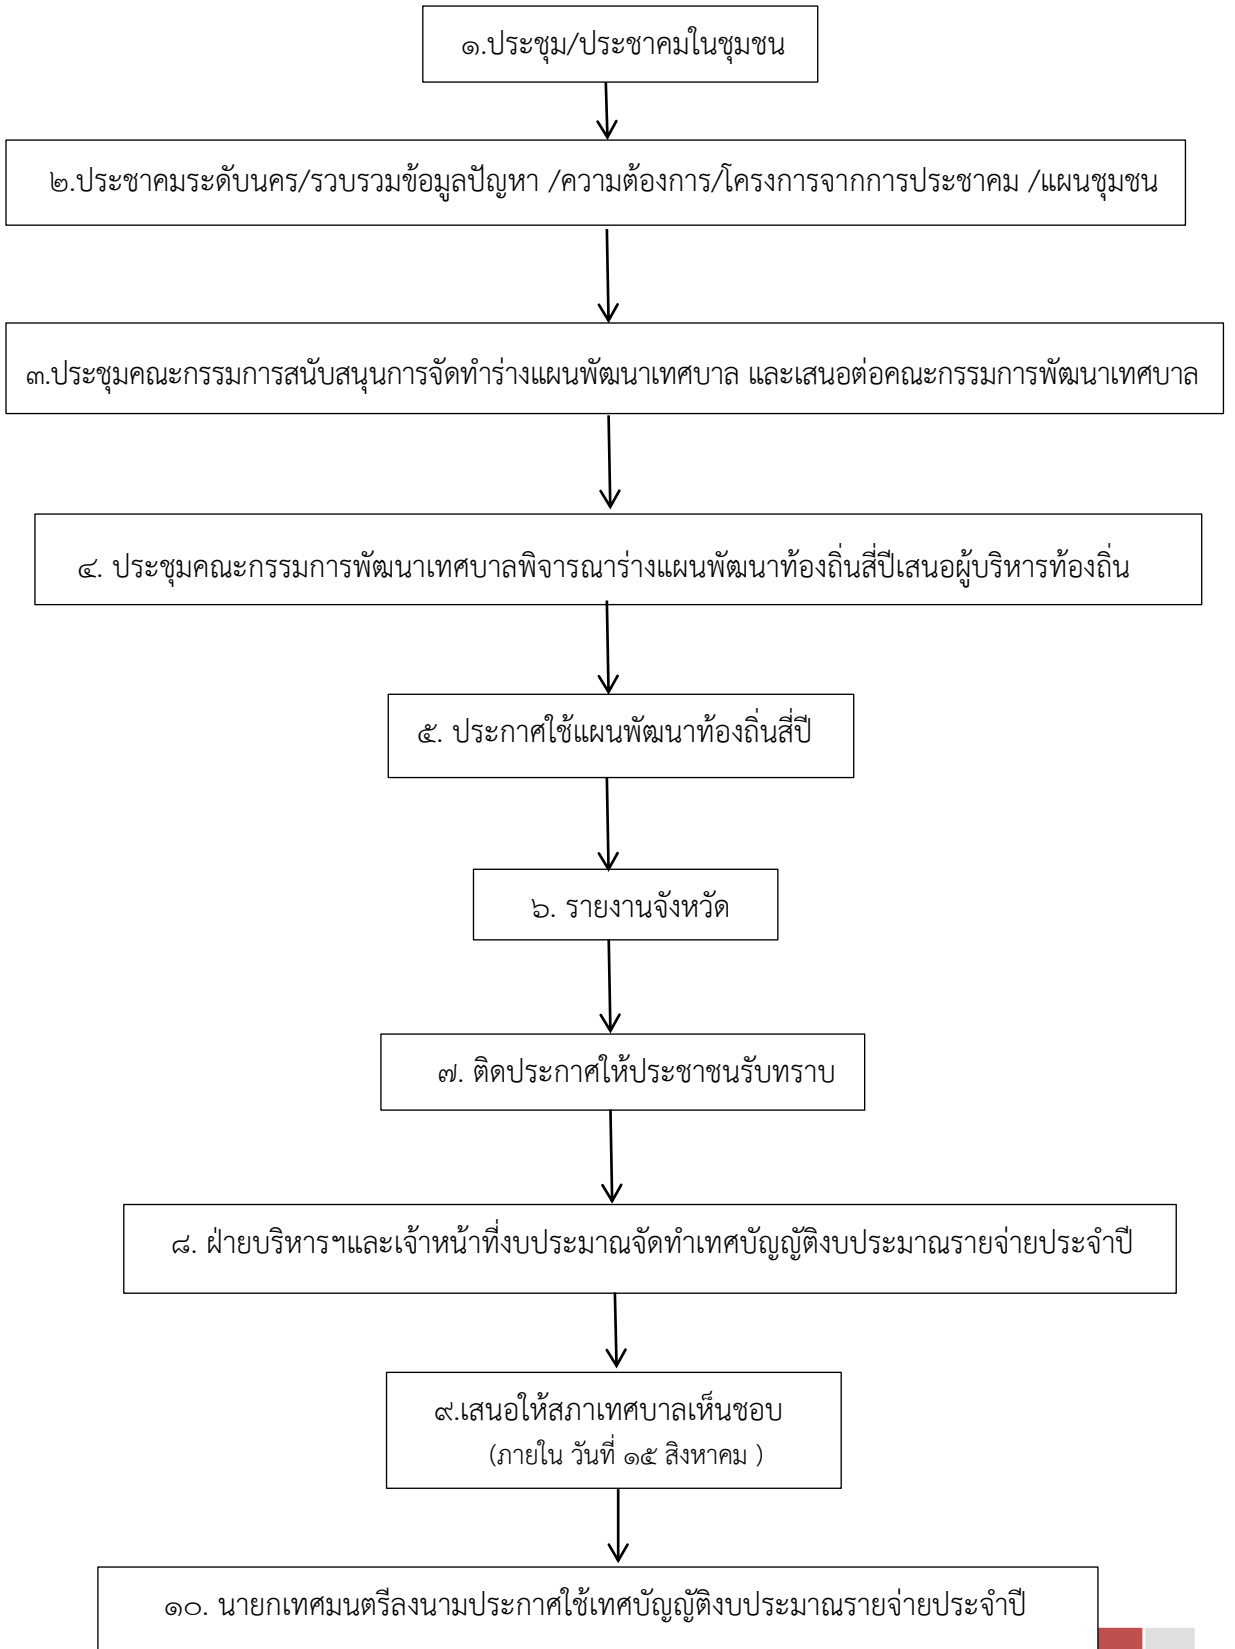 ๑.ประชุม/ประชาคมในชุมชน
๒.ประชาคมระดับนคร/รวบรวมข้อมูลปัญหา /ความต้องการ/โครงการจากการประชาคม /แผนชุมชน
๓.ประชุมคณะกรรมการสนับสนุนการจัดทำร่างแผนพัฒนาเทศบาล และเสนอต่อคณะกรรมการพัฒนาเทศบาล
๔. ประชุมคณะกรรมการพัฒนาเทศบาลพิจารณาร่างแผนพัฒนาท้องถิ่นสี่ปีเสนอผู้บริหารท้องถิ่น
๕. ประกาศใช้แผนพัฒนาท้องถิ่นสี่ปี
๖. รายงานจังหวัด
๗. ติดประกาศให้ประชาชนรับทราบ
๘. ฝ่ายบริหารฯและเจ้าหน้าที่งบประมาณจัดทำเทศบัญญัติงบประมาณรายจ่ายประจำปี
๙.เสนอให้สภาเทศบาลเห็นชอบ
(ภายใน วันที่ ๑๕ สิงหาคม )
๑๐. นายกเทศมนตรีลงนามประกาศใช้เทศบัญญัติงบประมาณรายจ่ายประจำปี